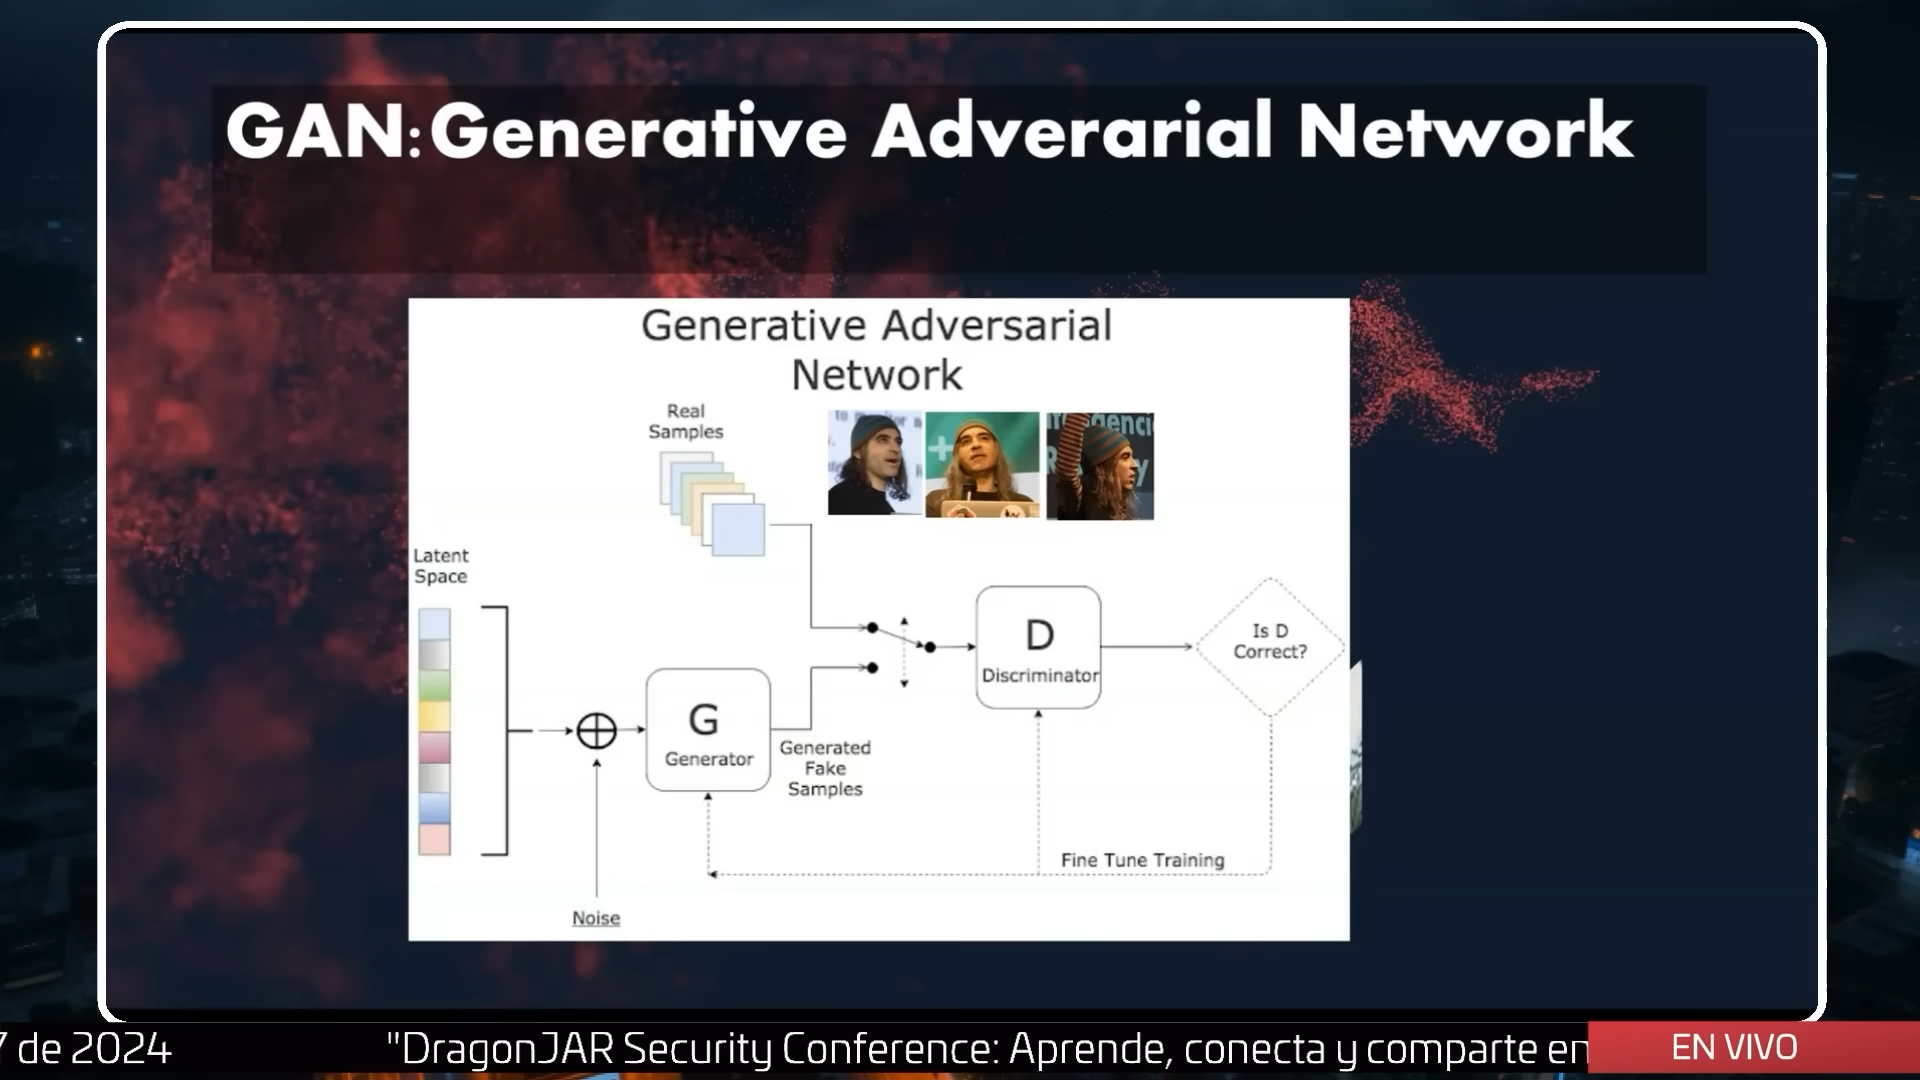 GAN:Generative Adverarial Network
Generative Adversarial
Network
Real
Samples
Latent
Space
D
Discriminator
Is D
Correct?
G
Generator
Generated
Fake
Samples
Fine Tune Training
Noise
7 de 2024 "DragonJAR Security Conference: Aprende, conecta y comparte en
EN VIVO